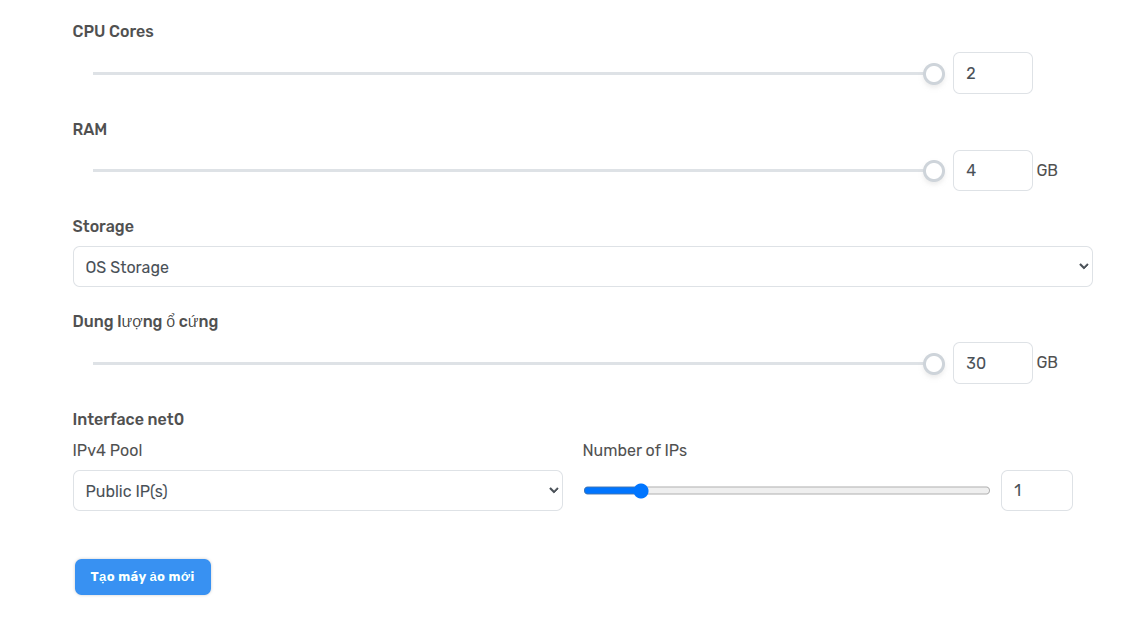 CPU Cores
2
RAM
4 GB
Storage
OS Storage
Dung lượng ổ cứng
30 GB
Interface net0
IPv4 Pool
Number of IPs
Public IP(s)
1
Tạo máy ảo mới